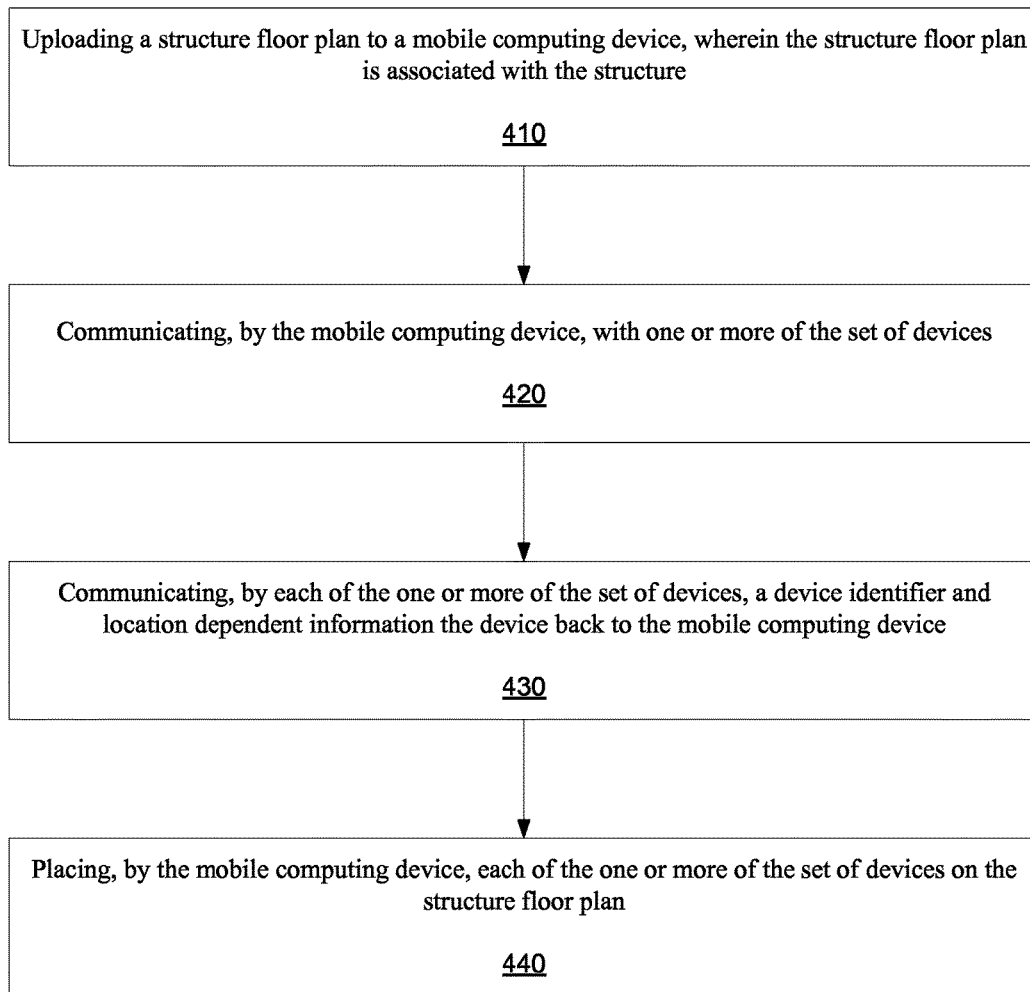 Uploading a structure floor plan to a mobile computing device, wherein the structure floor plan
is associated with the structure
410
Communicating, by the mobile computing device, with one or more of the set of devices
420
Communicating, by each of the one or more of the set of devices, a device identifier and
location dependent information the device back to the mobile computing device
430
Placing, by the mobile computing device, each of the one or more of the set of devices on the
structure floor plan
440